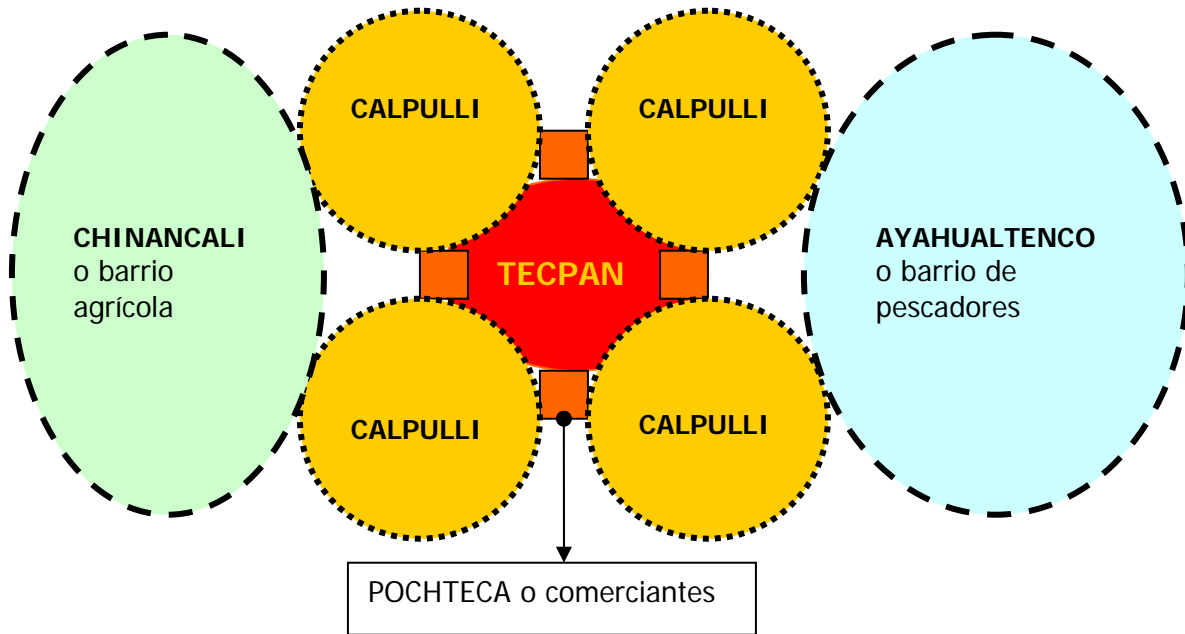 CALPULLI
CALPULLI
CHINANCALI
o barrio
agrícola
TECPAN
AYAHUALTENCO
o barrio de
pescadores
CALPULLI
CALPULLI
POCHTECA o comerciantes